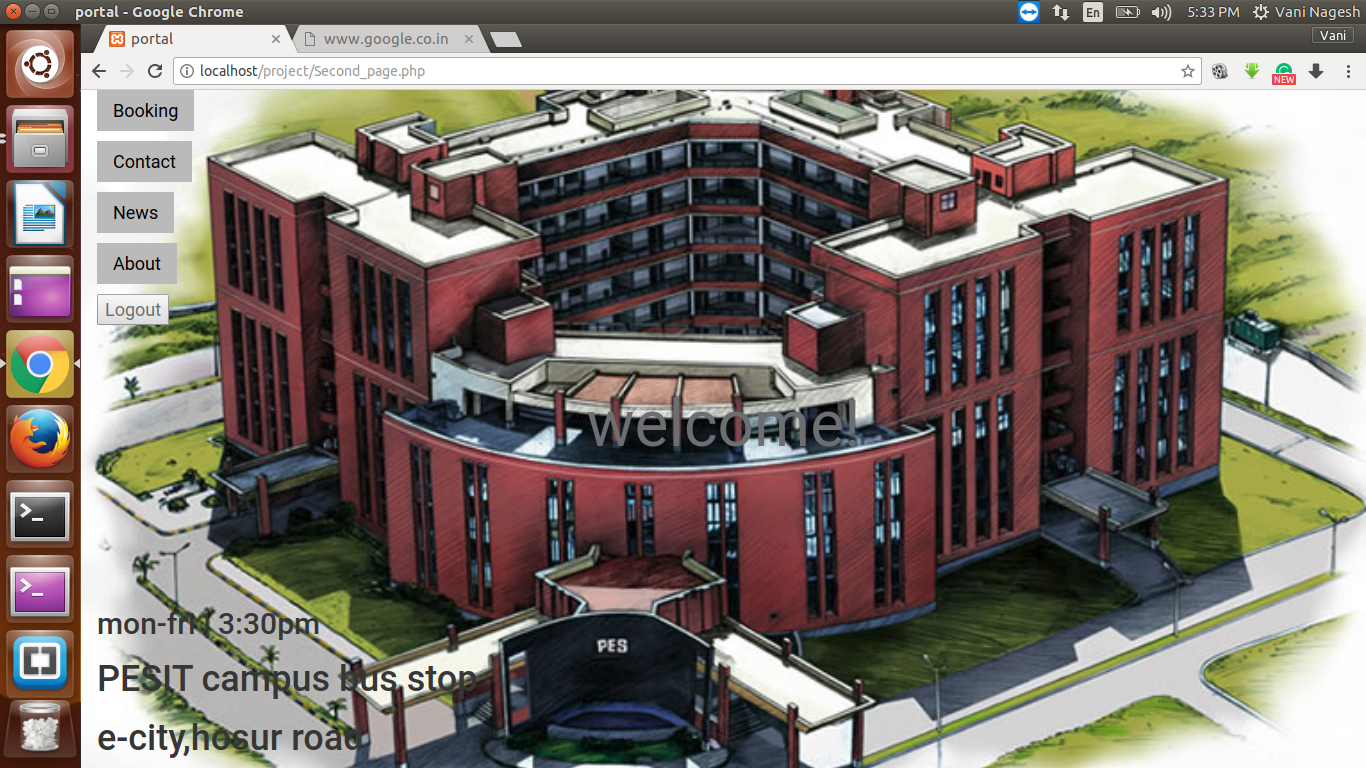 portal - Google Chrome
En
5:33 PM
Vani Nagesh
portal
www.google.co.in
Vani
localhost/project/Second_page.php
NEW
Booking
Contact
News
About
Logout
welcome!
PES
mon-fri / 3:30pm
PESIT campus bus stop
e-city,hosur road